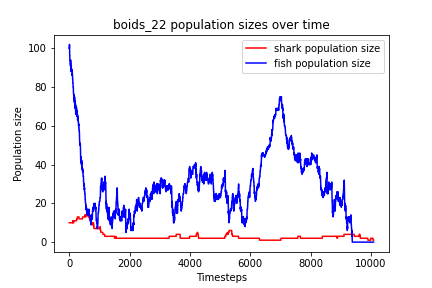 boids_22 population sizes over time
shark population size
fish population size
100
80
60
40
20
0
Population size
0
2000
4000
6000
8000
10000
Timesteps